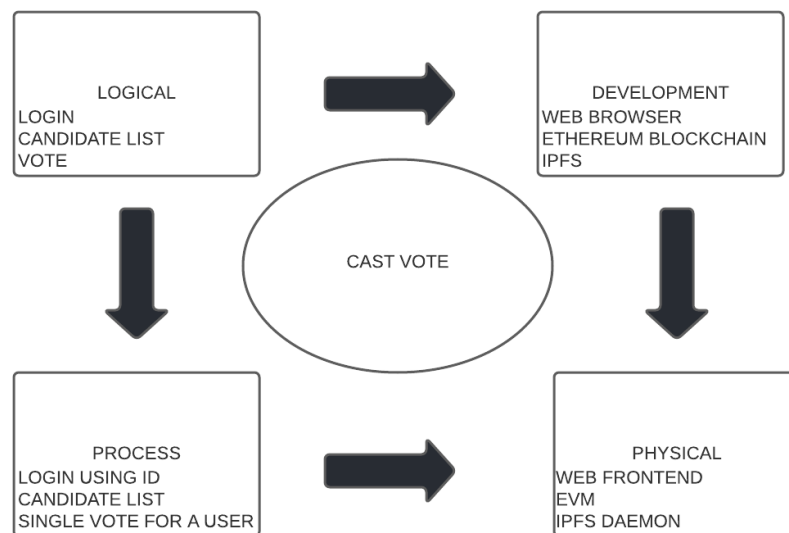 LOGICAL
LOGIN
CANDIDATE LIST
VOTE
DEVELOPMENT
WEB BROWSER
ETHEREUM BLOCKCHAIN
IPFS
CAST VOTE
PROCESS
LOGIN USING ID
CANDIDATE LIST
SINGLE VOTE FOR A USER
PHYSICAL
WEB FRONTEND
EVM
IPFS DAEMON